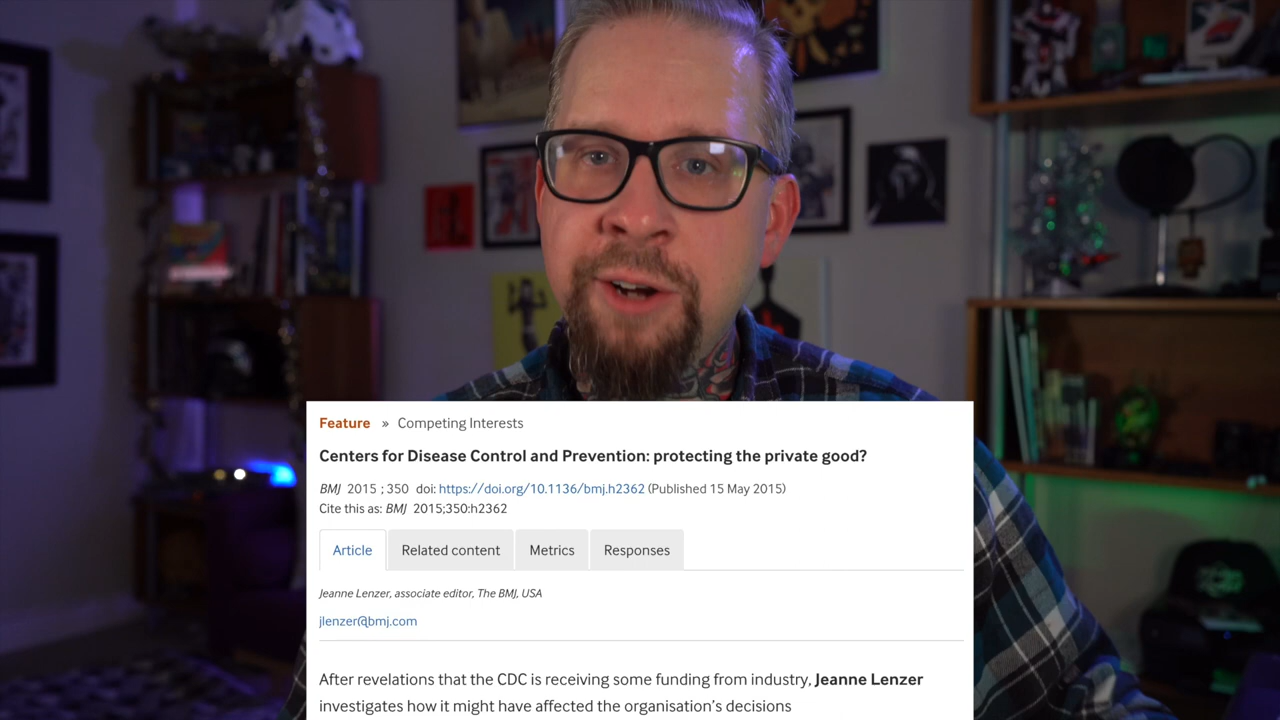 Feature » Competing Interests
Centers for Disease Control and Prevention: protecting the private good?
BMJ 2015 ; 350 doi: https://doi.org/10.1136/bmj.h2362 (Published 15 May 2015)
Cite this as: BMJ 2015;350:h2362
Article Related content Metrics Responses
Jeanne Lenzer, associate editor, The BMJ, USA
jlenzer@bmj.com
After revelations that the CDC is receiving some funding from industry, Jeanne Lenzer
investigates how it might have affected the organisation's decisions